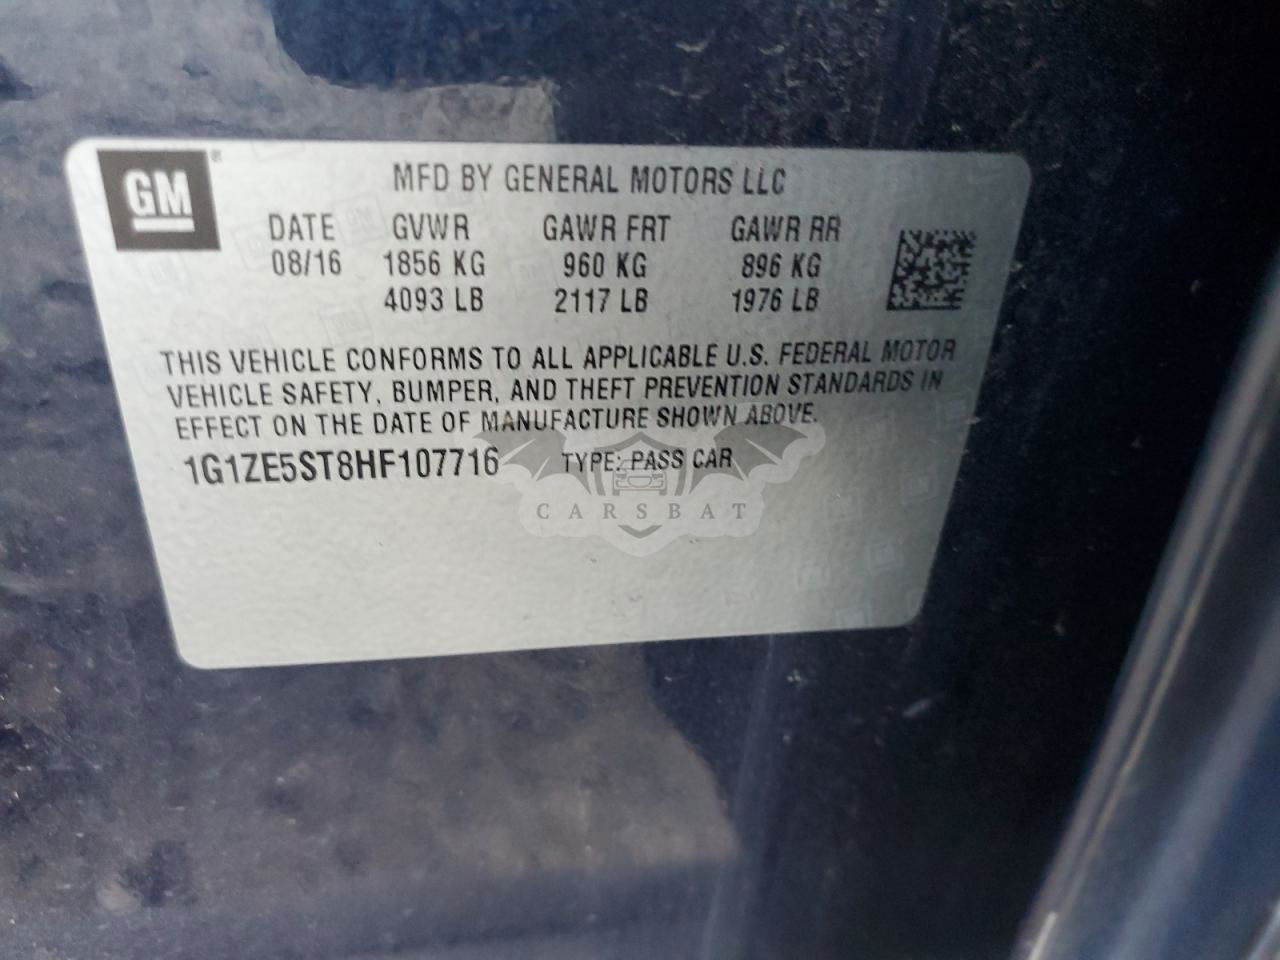 GM
MFD BY GENERAL MOTORS LLC
DATE GVWR GAWR FRT GAWR RR
08/16 1856 KG 960 KG 896 KG
4093 LB 2117 LB 1976 LB
THIS VEHICLE CONFORMS TO ALL APPLICABLE U.S. FEDERAL MOTOR
VEHICLE SAFETY, BUMPER, AND THEFT PREVENTION STANDARDS IN
EFFECT ON THE DATE OF MANUFACTURE SHOWN ABOVE.
1G1ZE5ST8HF107716 TYPE: PASS CAR
CARSBAT